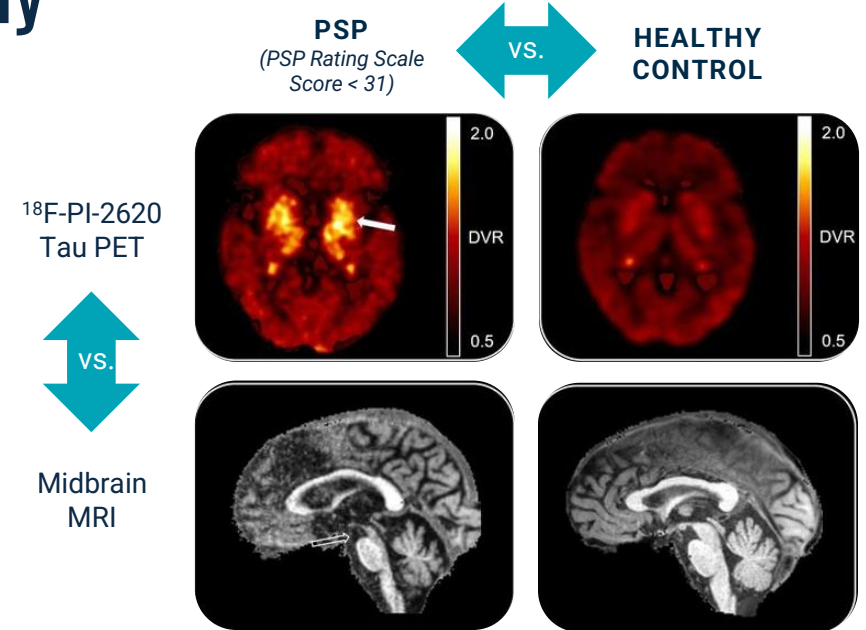 y
PSP
(PSP Rating Scale
Score < 31)
vs.
HEALTHY
CONTROL
¹⁸F-PI-2620
Tau PET
2.0
DVR
0.5
2.0
DVR
0.5
vs.
Midbrain
MRI